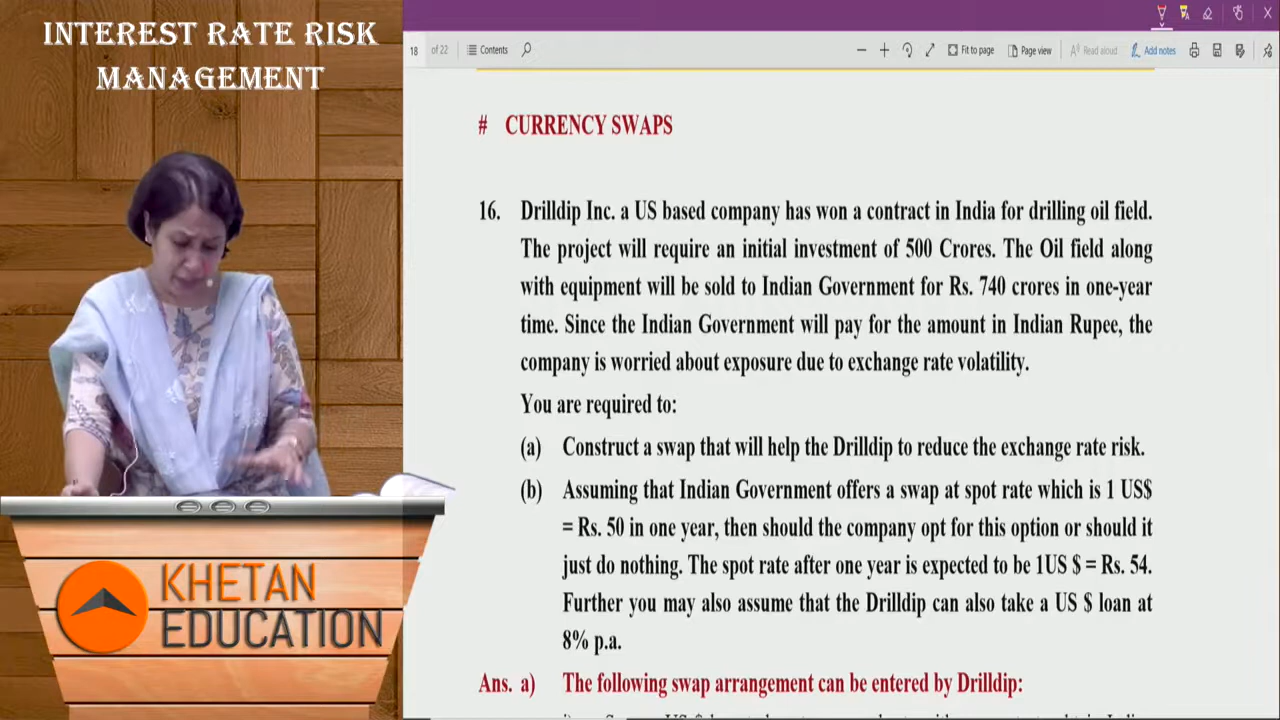 INTEREST RATE RISK
MANAGEMENT
18 of 22 Contents Fit to page Page view Read aloud Add notes
# CURRENCY SWAPS
16. Drilldip Inc. a US based company has won a contract in India for drilling oil field.
The project will require an initial investment of 500 Crores. The Oil field along
with equipment will be sold to Indian Government for Rs. 740 crores in one-year
time. Since the Indian Government will pay for the amount in Indian Rupee, the
company is worried about exposure due to exchange rate volatility.
You are required to:
(a) Construct a swap that will help the Drilldip to reduce the exchange rate risk.
(b) Assuming that Indian Government offers a swap at spot rate which is 1 US$
= Rs. 50 in one year, then should the company opt for this option or should it
just do nothing. The spot rate after one year is expected to be 1US $ = Rs. 54.
Further you may also assume that the Drilldip can also take a US $ loan at
8% p.a.
Ans. a) The following swap arrangement can be entered by Drilldip:
KHETAN
EDUCATION